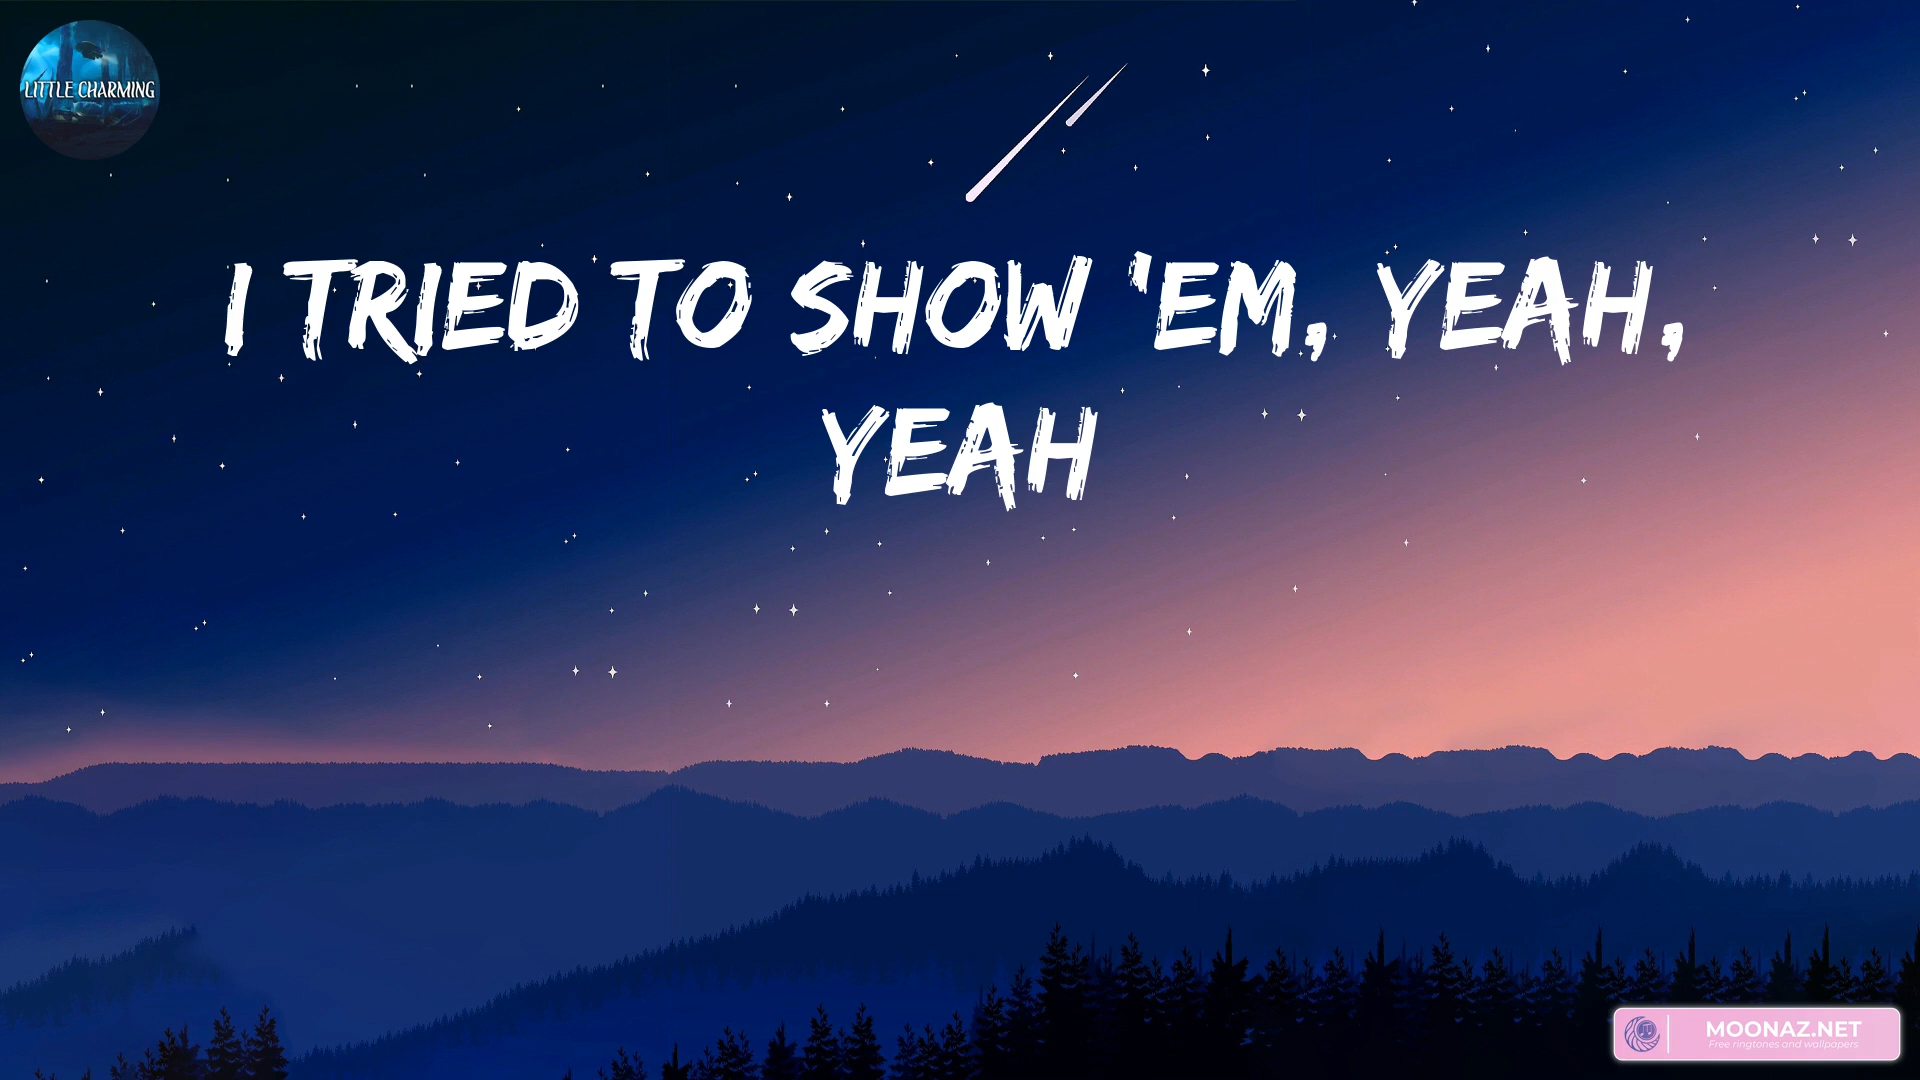 LITTLE CHARMING
I TRIED TO SHOW 'EM, YEAH,
YEAH
MOONAZ.NET
Free ringtones and wallpapers